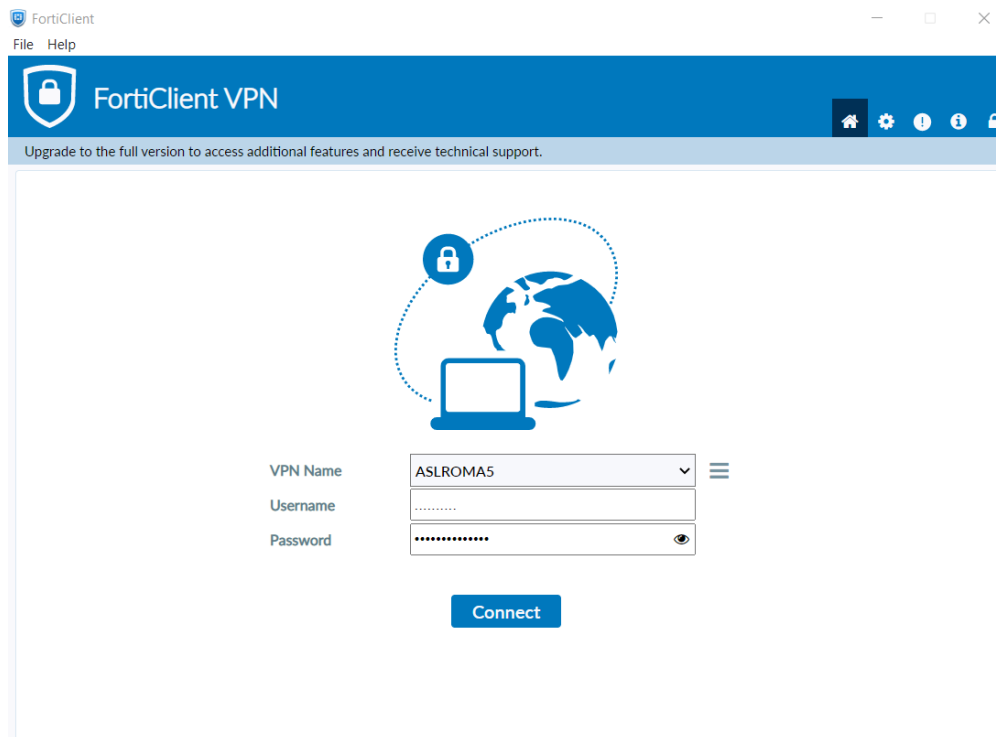 FortiClient
File Help
FortiClient VPN
Upgrade to the full version to access additional features and receive technical support.
VPN Name ASLROMA5
Username ..........
Password ••••••••••••••
Connect